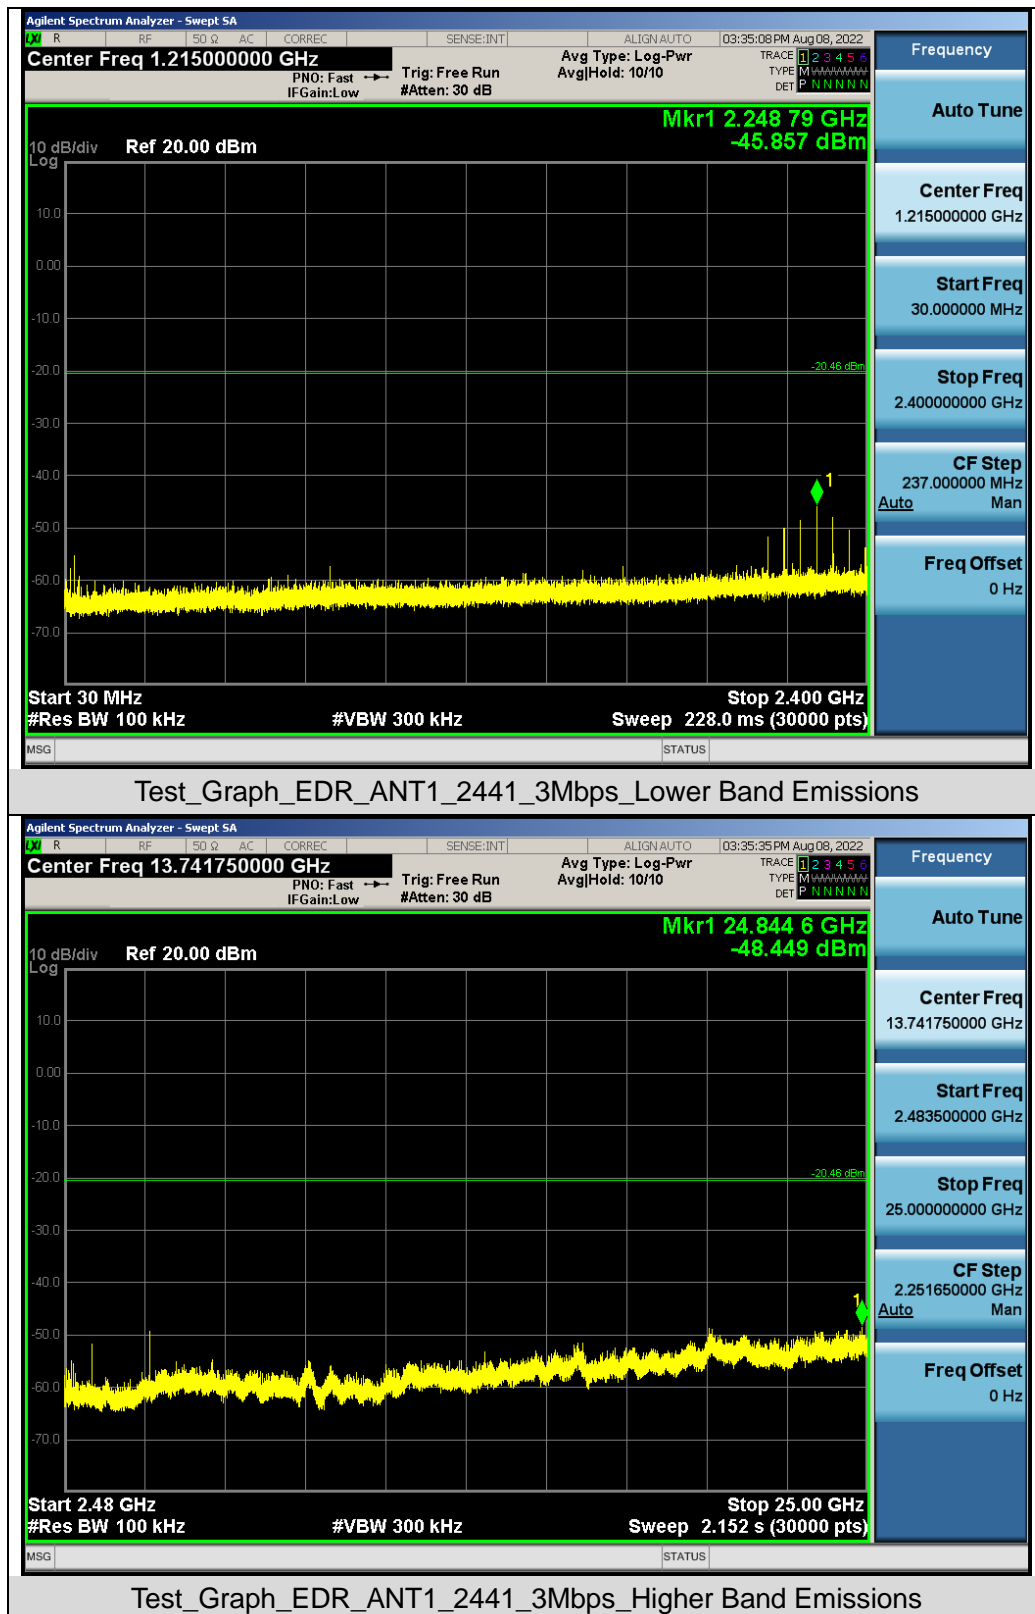 Agilent Spectrum Analyzer - Swept SA
LXI R RF 50 Ω AC CORREC SENSE:INT ALIGN AUTO 03:35:08 PM Aug 08, 2022
Center Freq 1.215000000 GHz
PNO: Fast
IFGain:Low
Trig: Free Run
#Atten: 30 dB
Avg Type: Log-Pwr
Avg|Hold: 10/10
TRACE 1 2 3 4 5 6
TYPE M
DET P N N N N N
Frequency
Auto Tune
Center Freq
1.215000000 GHz
Start Freq
30.000000 MHz
Stop Freq
2.400000000 GHz
CF Step
237.000000 MHz
Auto Man
Freq Offset
0 Hz
Mkr1 2.248 79 GHz
-45.857 dBm
10 dB/div Ref 20.00 dBm
Log
10.0
0.00
-10.0
-20.0
-20.46 dBm
-30.0
-40.0
1
-50.0
-60.0
-70.0
Start 30 MHz Stop 2.400 GHz
#Res BW 100 kHz #VBW 300 kHz Sweep 228.0 ms (30000 pts)
MSG STATUS
Test_Graph_EDR_ANT1_2441_3Mbps_Lower Band Emissions
Agilent Spectrum Analyzer - Swept SA
LXI R RF 50 Ω AC CORREC SENSE:INT ALIGN AUTO 03:35:35 PM Aug 08, 2022
Center Freq 13.741750000 GHz
PNO: Fast
IFGain:Low
Trig: Free Run
#Atten: 30 dB
Avg Type: Log-Pwr
Avg|Hold: 10/10
TRACE 1 2 3 4 5 6
TYPE M
DET P N N N N N
Frequency
Auto Tune
Center Freq
13.741750000 GHz
Start Freq
2.483500000 GHz
Stop Freq
25.000000000 GHz
CF Step
2.251650000 GHz
Auto Man
Freq Offset
0 Hz
Mkr1 24.844 6 GHz
-48.449 dBm
10 dB/div Ref 20.00 dBm
Log
10.0
0.00
-10.0
-20.0
-20.46 dBm
-30.0
-40.0
1
-50.0
-60.0
-70.0
Start 2.48 GHz Stop 25.00 GHz
#Res BW 100 kHz #VBW 300 kHz Sweep 2.152 s (30000 pts)
MSG STATUS
Test_Graph_EDR_ANT1_2441_3Mbps_Higher Band Emissions